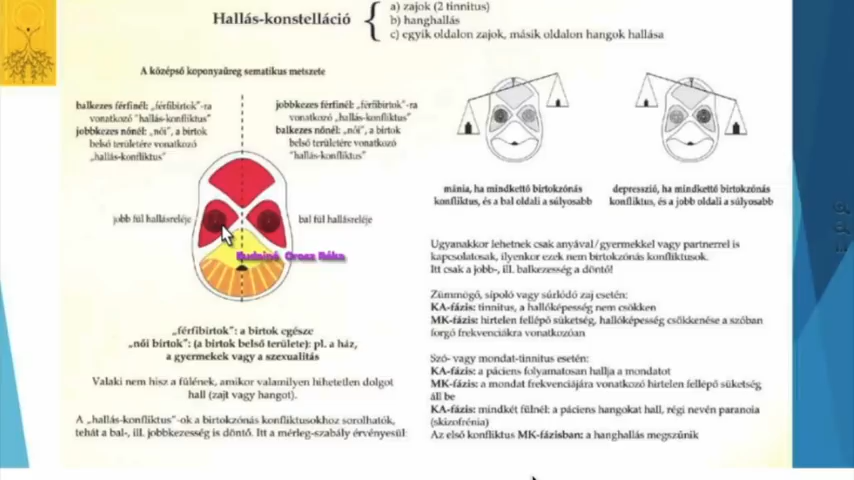 Hallás-konstelláció
a) zajok (2 tinnitus)
b) hanghallás
c) egyik oldalon zajok, másik oldalon hangok hallása
A középső koponyaüreg sematikus metszete
balkezes férfinél: „férfibirtok"-ra
vonatkozó "hallás-konfliktus"
jobbkezes nőnél: „női", a birtok
belső területére vonatkozó
„hallás-konfliktus"
jobbkezes férfinél: „férfibirtok"-ra
vonatkozó „hallás-konfliktus"
balkezes nőnél: „női, a birtok
belső területére vonatkozó
"hallás-konfliktus"
jobb fül hallásreléje
bal fül hallásreléje
Budainé Orosz Réka
„férfibirtok": a birtok egésze
„női birtok": (a birtok belső területe): pl. a ház,
a gyermekek vagy a szexualitás
Valaki nem hisz a fülének, amikor valamilyen hihetetlen dolgot
hall (zajt vagy hangot).
A „hallás-konfliktus"-ok a birtokzónás konfliktusokhoz sorolhatók,
tehát a bal-, ill. jobbkezesség is döntő. Itt a mérleg-szabály érvényesül:
mánia, ha mindkettő birtokzónás
konfliktus, és a bal oldali a súlyosabb
depresszió, ha mindkettő birtokzónás
konfliktus, és a jobb oldali a súlyosabb
Ugyanakkor lehetnek csak anyával/gyermekkel vagy partnerrel is
kapcsolatosak, ilyenkor ezek nem birtokzónás konfliktusok.
Itt csak a jobb-, ill. balkezesség a döntő!
Zümmögő, sípoló vagy súrlódó zaj esetén:
KA-fázis: tinnitus, a hallóképesség nem csökken
MK-fázis: hirtelen fellépő süketség, hallóképesség csökkenése a szóban
forgó frekvenciákra vonatkozóan
Szó- vagy mondat-tinnitus esetén:
KA-fázis: a páciens folyamatosan hallja a mondatot
MK-fázis: a mondat frekvenciájára vonatkozó hirtelen fellépő süketség
áll be
KA-fázis: mindkét fülnél: a páciens hangokat hall, régi nevén paranoia
(skizofrénia)
Az első konfliktus MK-fázisban: a hanghallás megszűnik